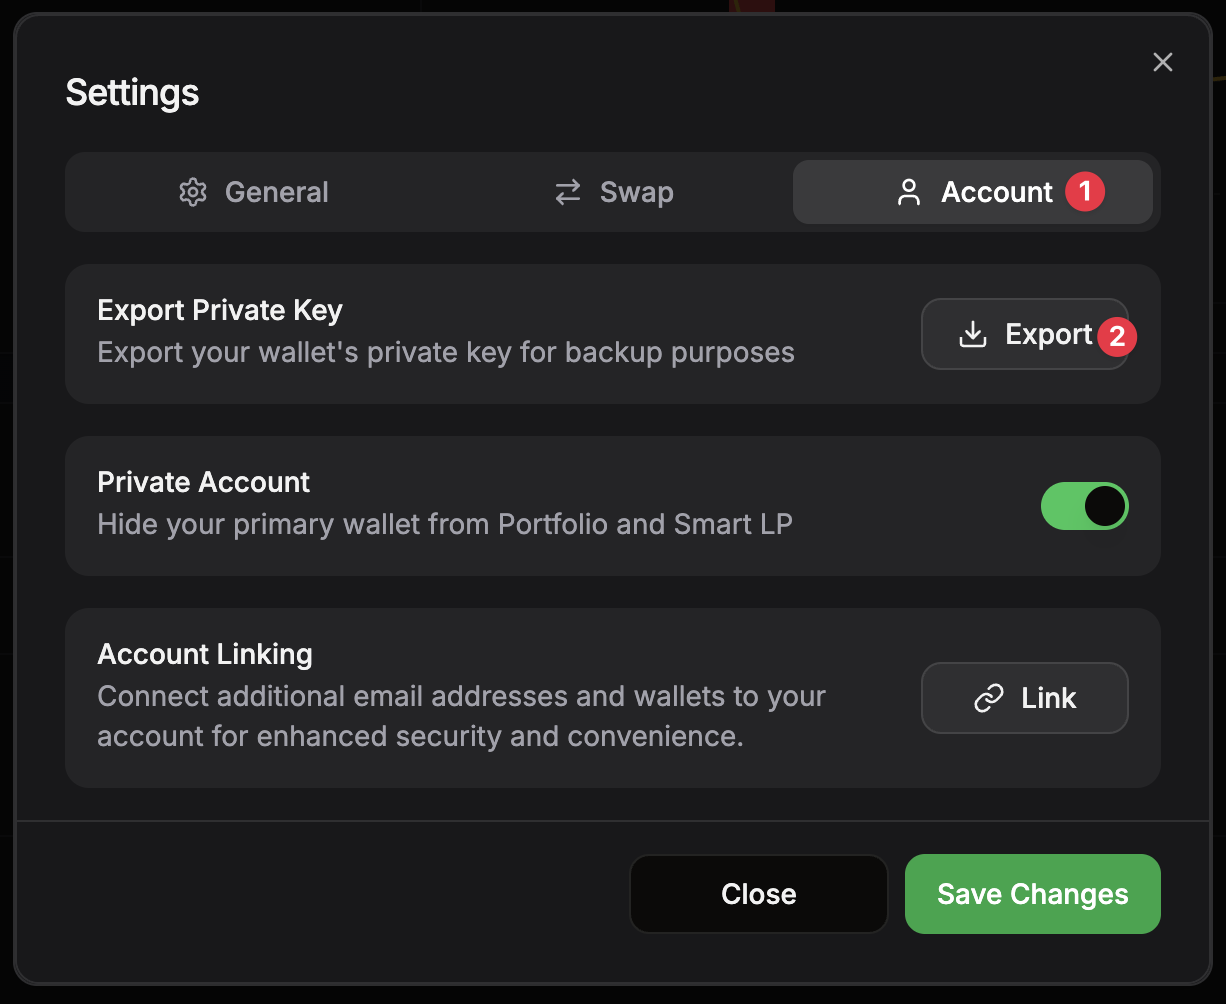 Settings
General
Swap
Account 1
Export Private Key
Export your wallet's private key for backup purposes
Export 2
Private Account
Hide your primary wallet from Portfolio and Smart LP
Account Linking
Connect additional email addresses and wallets to your
account for enhanced security and convenience.
Link
Close
Save Changes